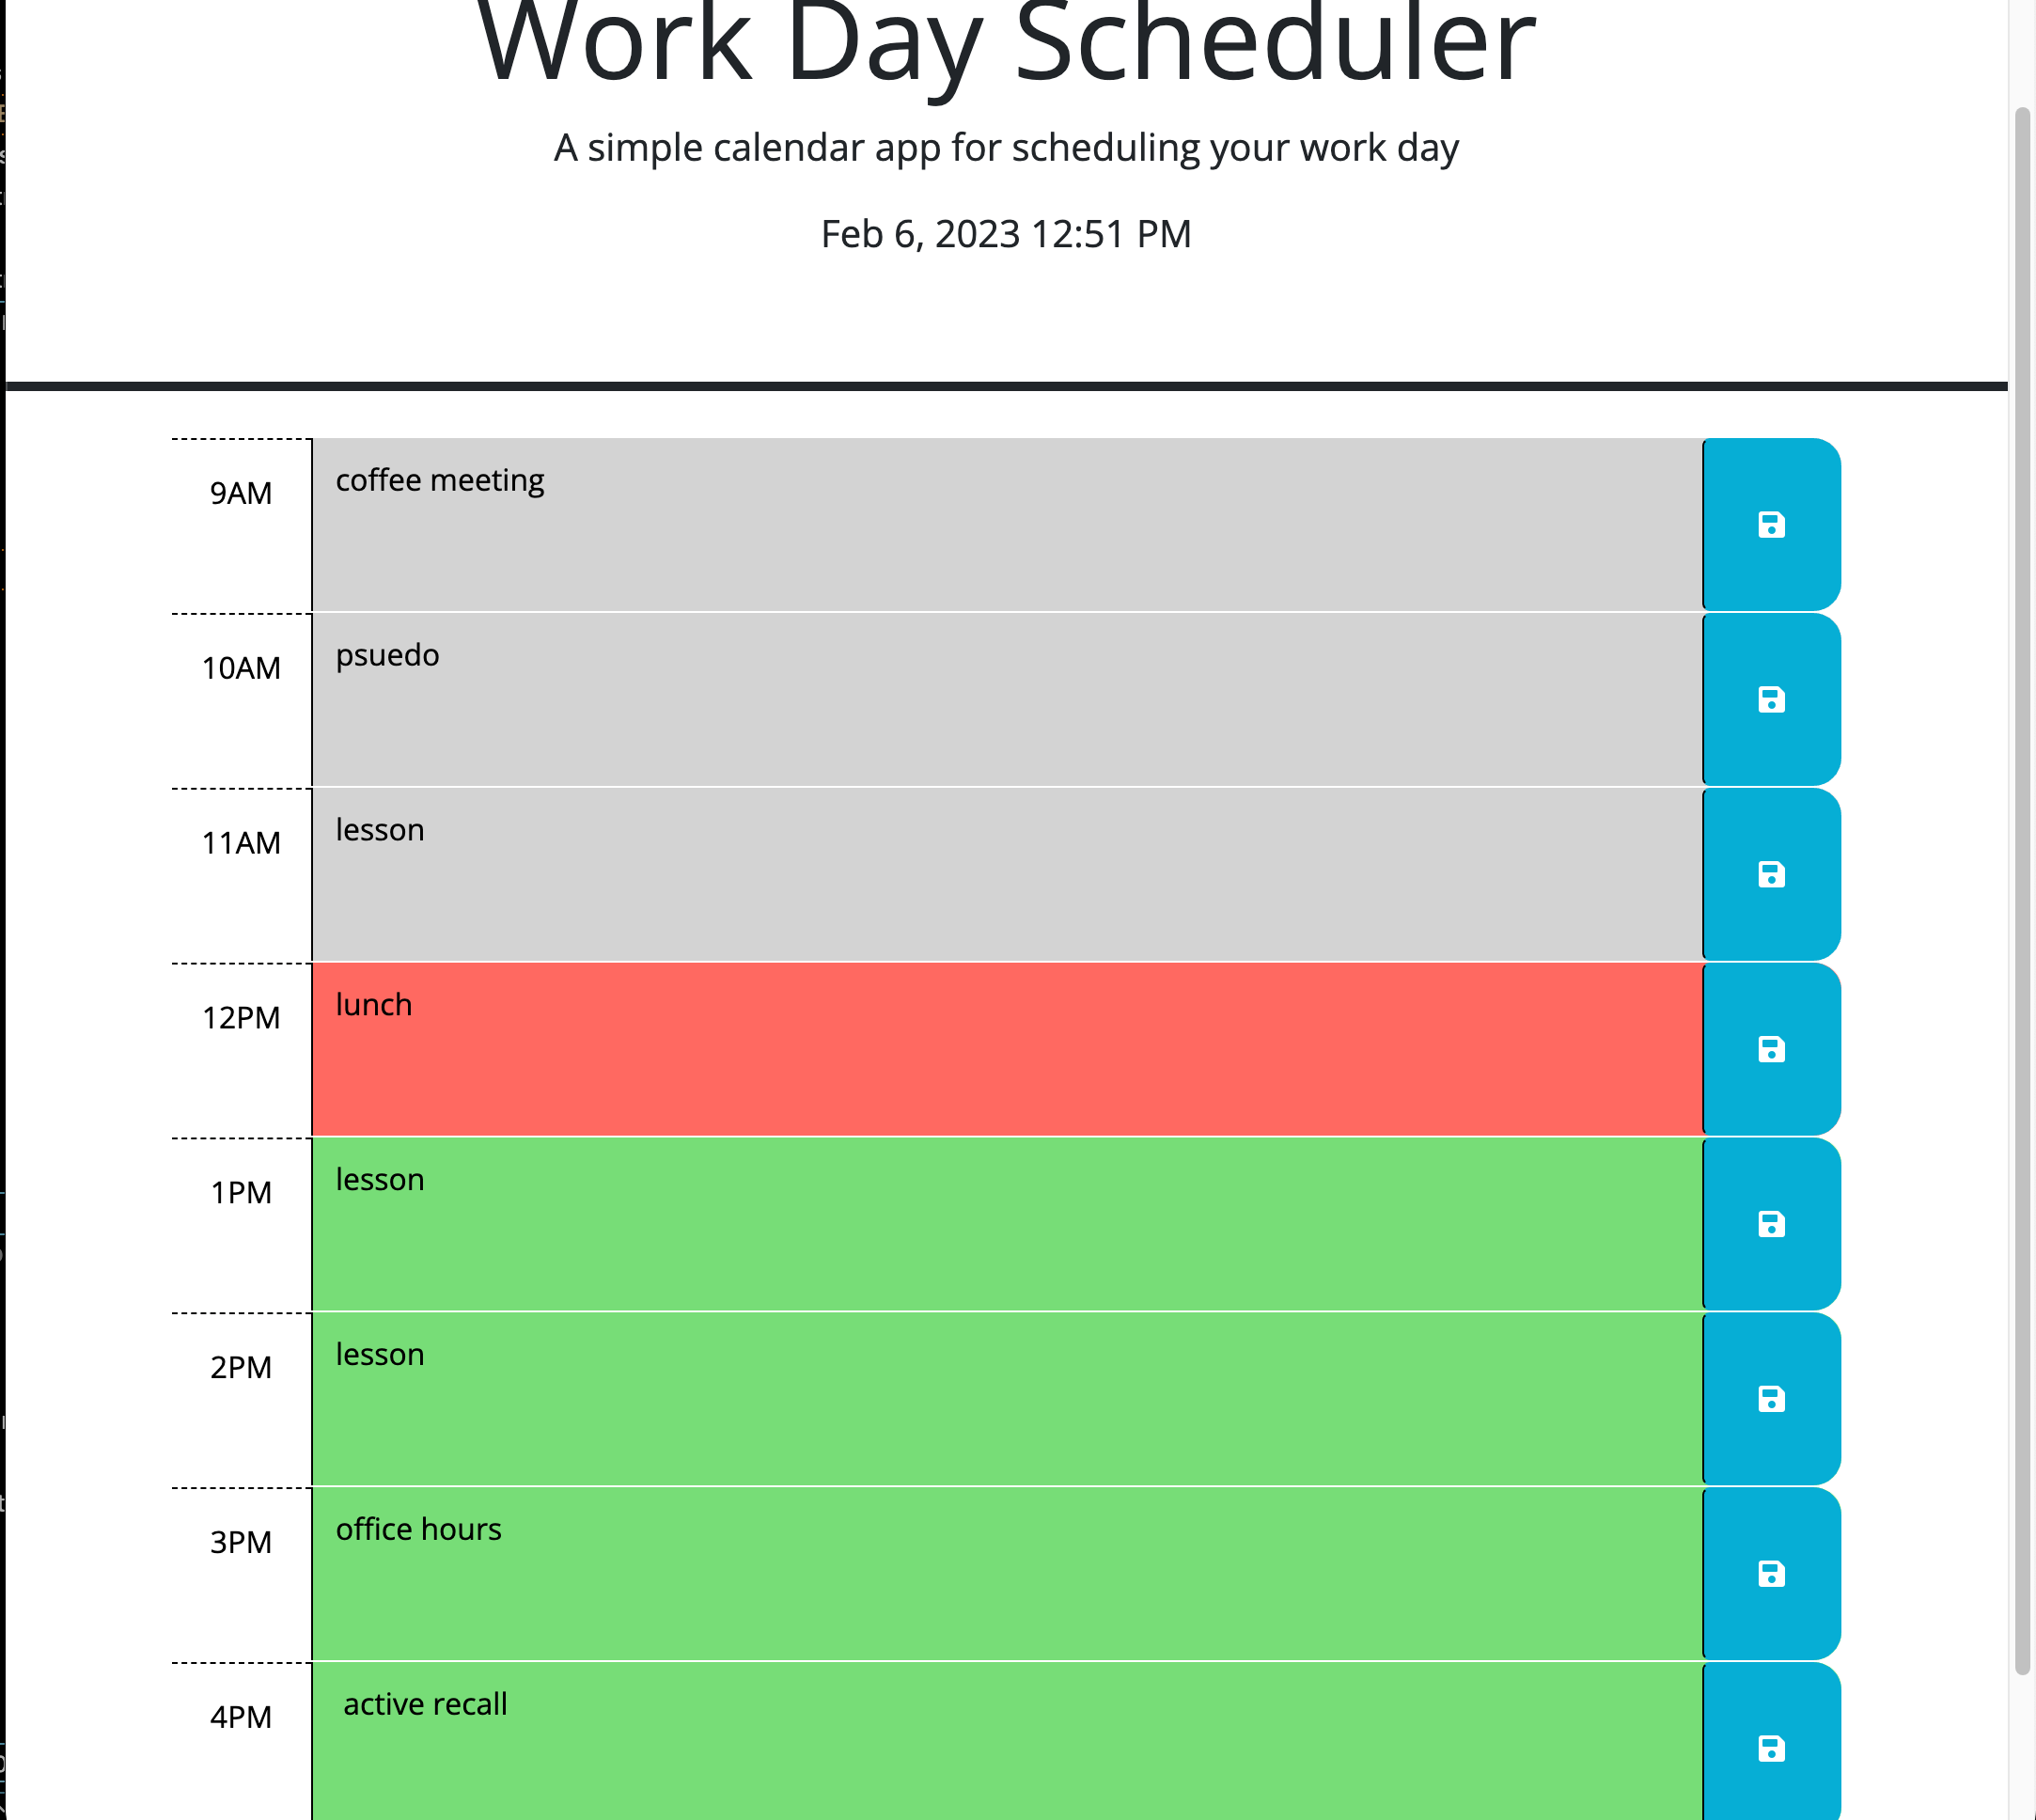 Work Day Scheduler
A simple calendar app for scheduling your work day
Feb 6, 2023 12:51 PM
9AM
coffee meeting
10AM
psuedo
11AM
lesson
12PM
lunch
1PM
lesson
2PM
lesson
3PM
office hours
4PM
active recall